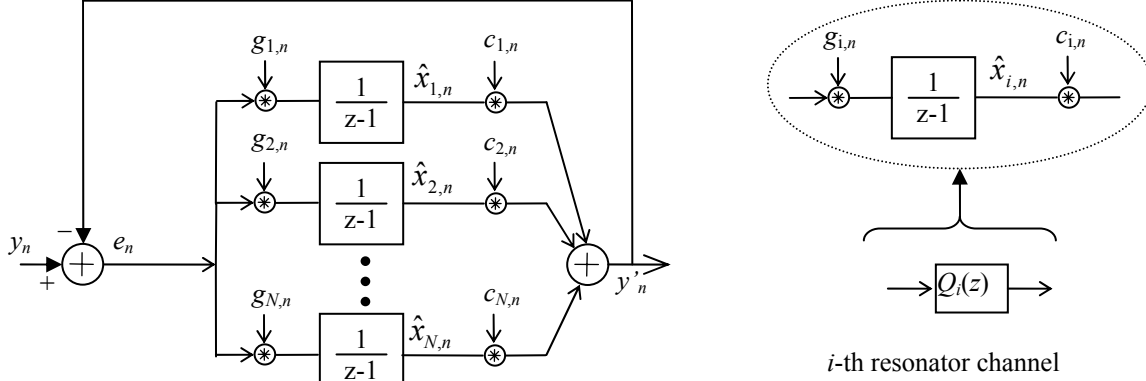 g1,n
c1,n
1
z-1
x̂1,n
g2,n
c2,n
1
z-1
x̂2,n
−
yn
+
en
+
y’n
gN,n
cN,n
1
z-1
x̂N,n
gi,n
ci,n
1
z-1
x̂i,n
Qi(z)
i-th resonator channel